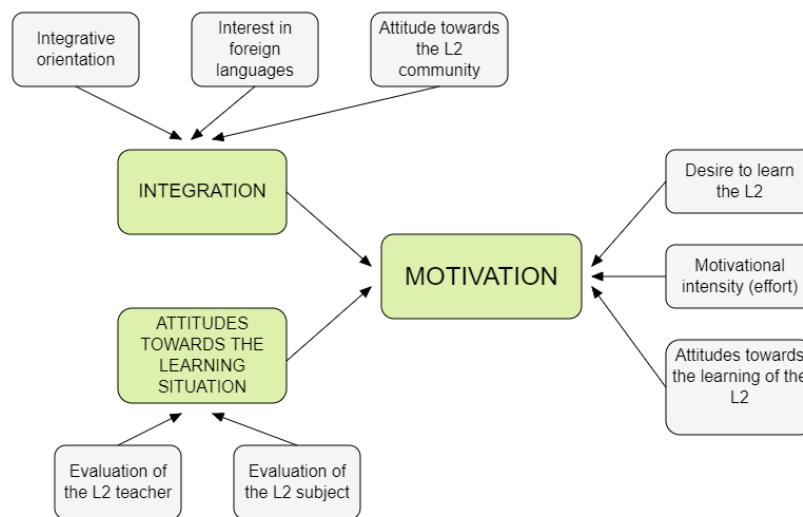 Integrative
orientation
Interest in
foreign
languages
Attitude towards
the L2
community
INTEGRATION
Desire to learn
the L2
MOTIVATION
Motivational
intensity (effort)
ATTITUDES
TOWARDS THE
LEARNING
SITUATION
Attitudes towards
the learning of the
L2
Evaluation of
the L2 teacher
Evaluation of
the L2 subject